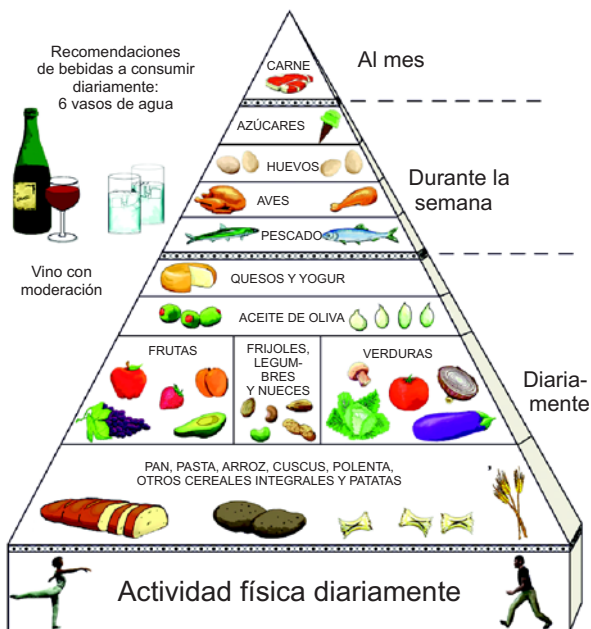 Recomendaciones
de bebidas a consumir
diariamente:
6 vasos de agua
Vino con
moderación
CARNE
Al mes
AZÚCARES
HUEVOS
AVES
PESCADO
Durante la
semana
QUESOS Y YOGUR
ACEITE DE OLIVA
FRUTAS
FRIJOLES,
LEGUM-
BRES
Y NUECES
VERDURAS
Diaria-
mente
PAN, PASTA, ARROZ, CUSCUS, POLENTA,
OTROS CEREALES INTEGRALES Y PATATAS
Actividad física diariamente